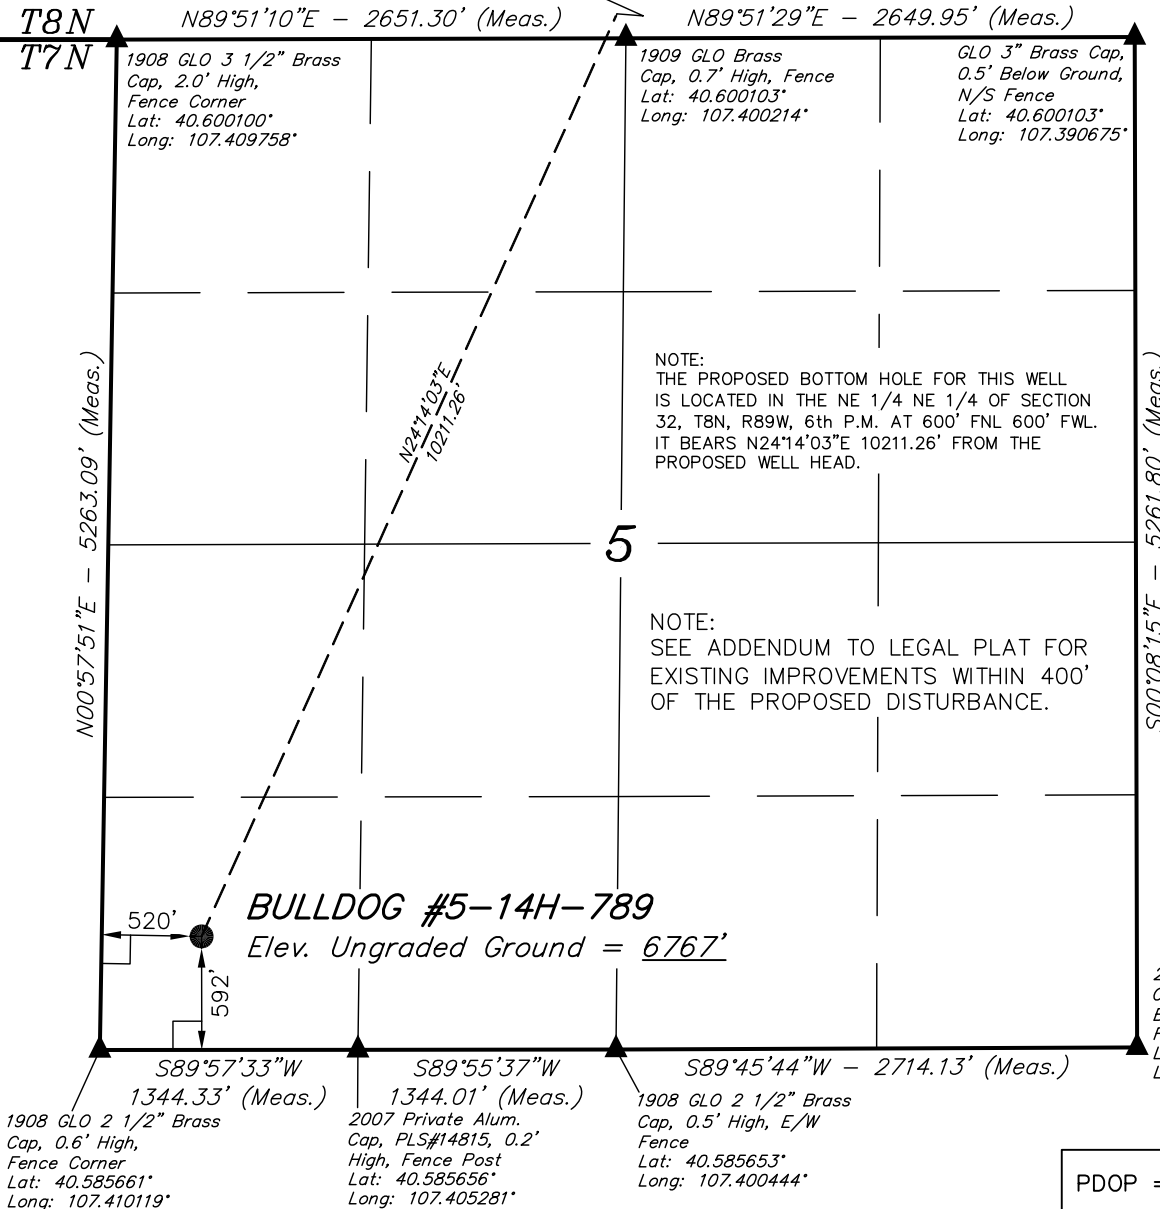 T8N
T7N
N89°51'10"E - 2651.30' (Meas.)
N89°51'29"E - 2649.95' (Meas.)
1908 GLO 3 1/2" Brass
Cap, 2.0' High,
Fence Corner
Lat: 40.600100°
Long: 107.409758°
1909 GLO Brass
Cap, 0.7' High, Fence
Lat: 40.600103°
Long: 107.400214°
GLO 3" Brass Cap,
0.5' Below Ground,
N/S Fence
Lat: 40.600103°
Long: 107.390675°
N00°57'51"E - 5263.09' (Meas.)
N24°14'03"E
10211.26'
NOTE:
THE PROPOSED BOTTOM HOLE FOR THIS WELL
IS LOCATED IN THE NE 1/4 NE 1/4 OF SECTION
32, T8N, R89W, 6th P.M. AT 600' FNL 600' FWL.
IT BEARS N24°14'03"E 10211.26' FROM THE
PROPOSED WELL HEAD.
S00°08'15"E - 5261.80' (Meas.)
5
NOTE:
SEE ADDENDUM TO LEGAL PLAT FOR
EXISTING IMPROVEMENTS WITHIN 400'
OF THE PROPOSED DISTURBANCE.
BULLDOG #5-14H-789
Elev. Ungraded Ground = 6767'
520'
592'
S89°57'33"W
1344.33' (Meas.)
S89°55'37"W
1344.01' (Meas.)
S89°45'44"W - 2714.13' (Meas.)
1908 GLO 2 1/2" Brass
Cap, 0.6' High,
Fence Corner
Lat: 40.585661°
Long: 107.410119°
2007 Private Alum.
Cap, PLS#14815, 0.2'
High, Fence Post
Lat: 40.585656°
Long: 107.405281°
1908 GLO 2 1/2" Brass
Cap, 0.5' High, E/W
Fence
Lat: 40.585653°
Long: 107.400444°
PDOP =